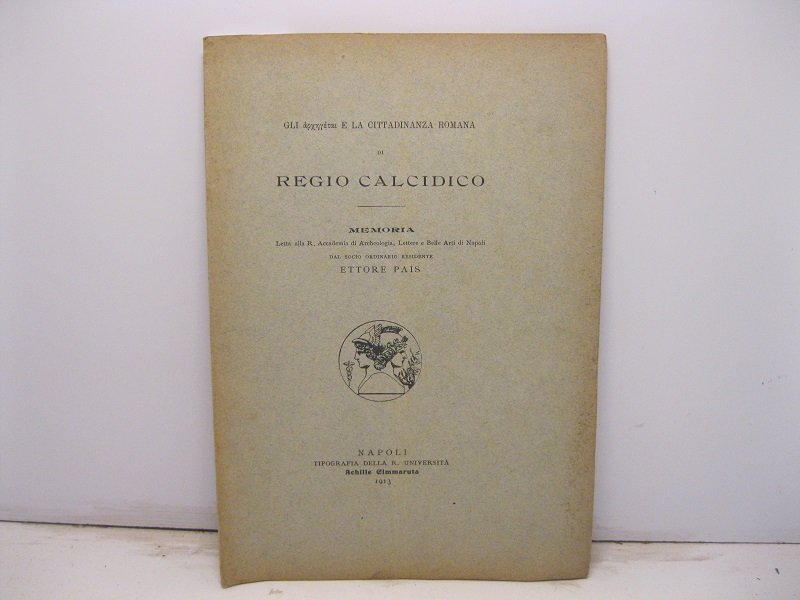 GLI ἀρχηγέται E LA CITTADINANZA ROMANA
DI
REGIO CALCIDICO
MEMORIA
Letta alla R. Accademia di Archeologia, Lettere e Belle Arti di Napoli
DAL SOCIO ORDINARIO RESIDENTE
ETTORE PAIS
NAPOLI
TIPOGRAFIA DELLA R. UNIVERSITÀ
Achille Cimmaruta
1913